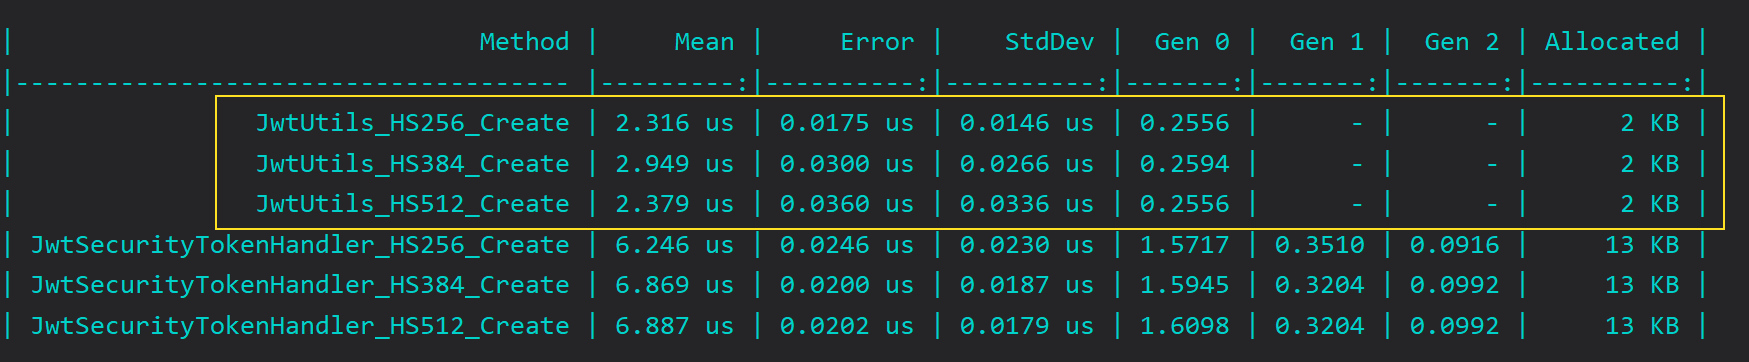 |                               Method |     Mean |     Error |    StdDev |  Gen 0 |  Gen 1 |  Gen 2 | Allocated |
|------------------------------------- |---------:|----------:|----------:|-------:|-------:|-------:|----------:|
|                JwtUtils_HS256_Create | 2.316 us | 0.0175 us | 0.0146 us | 0.2556 |      - |      - |      2 KB |
|                JwtUtils_HS384_Create | 2.949 us | 0.0300 us | 0.0266 us | 0.2594 |      - |      - |      2 KB |
|                JwtUtils_HS512_Create | 2.379 us | 0.0360 us | 0.0336 us | 0.2556 |      - |      - |      2 KB |
| JwtSecurityTokenHandler_HS256_Create | 6.246 us | 0.0246 us | 0.0230 us | 1.5717 | 0.3510 | 0.0916 |     13 KB |
| JwtSecurityTokenHandler_HS384_Create | 6.869 us | 0.0200 us | 0.0187 us | 1.5945 | 0.3204 | 0.0992 |     13 KB |
| JwtSecurityTokenHandler_HS512_Create | 6.887 us | 0.0202 us | 0.0179 us | 1.6098 | 0.3204 | 0.0992 |     13 KB |